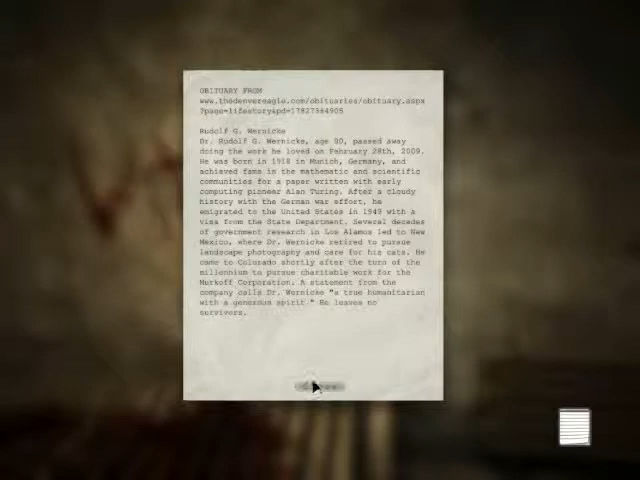 OBITUARY FROM
www.thedenvereagle.com/obituaries/obituary.aspx
?page=lifestory&pd=17827364905
Rudolf G. Wernicke
Dr. Rudolf G. Wernicke, age 90, passed away
doing the work he loved on February 28th, 2009.
He was born in 1918 in Munich, Germany, and
achieved fame in the mathematic and scientific
communities for a paper written with early
computing pioneer Alan Turing. After a cloudy
history with the German war effort, he
emigrated to the United States in 1949 with a
visa from the State Department. Several decades
of government research in Los Alamos led to New
Mexico, where Dr. Wernicke retired to pursue
landscape photography and care for his cats. He
came to Colorado shortly after the turn of the
millennium to pursue charitable work for the
Murkoff Corporation. A statement from the
company calls Dr. Wernicke "a true humanitarian
with a generous spirit." He leaves no
survivors.